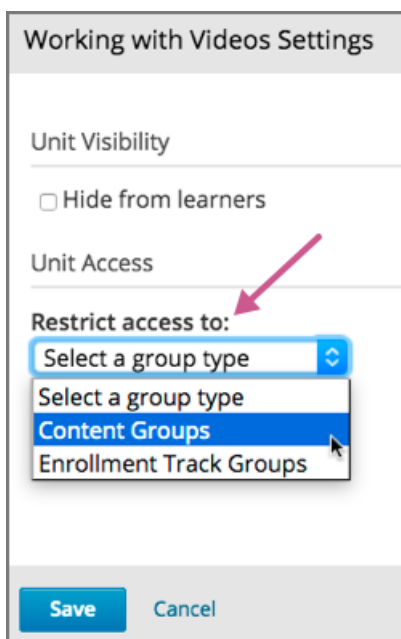 Working with Videos Settings
Unit Visibility
Hide from learners
Unit Access
Restrict access to:
Select a group type
Select a group type
Content Groups
Enrollment Track Groups
Save Cancel